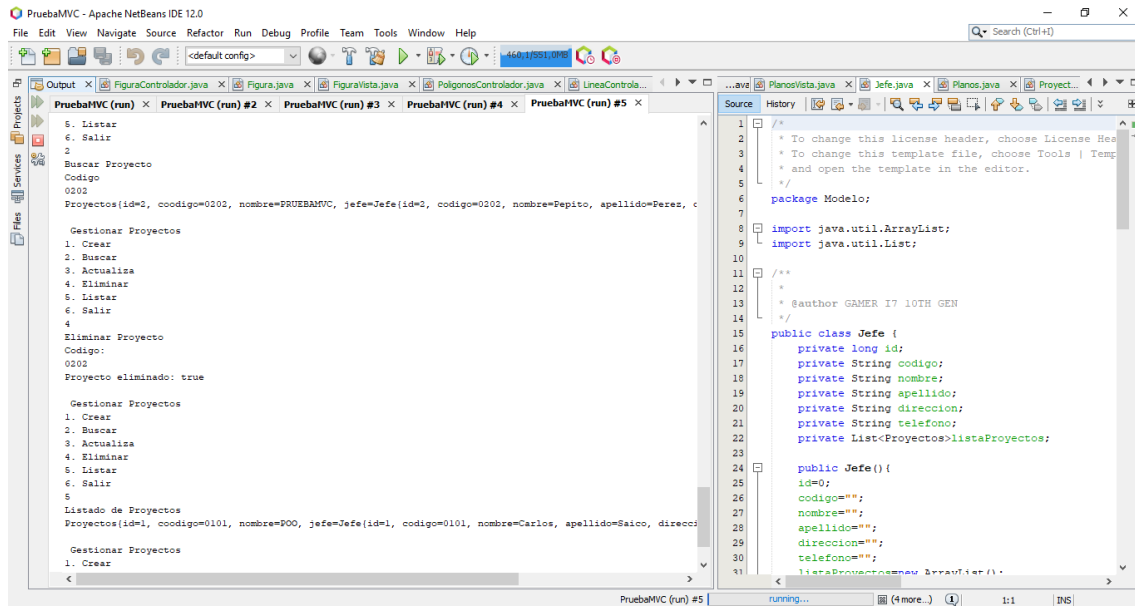 PruebaMVC - Apache NetBeans IDE 12.0
File Edit View Navigate Source Refactor Run Debug Profile Team Tools Window Help
Search (Ctrl+I)
<default config>
460,1/551,0MB
Output
FiguraControlador.java
Figura.java
FiguraVista.java
PoligonosControlador.java
LineaControla...
PruebaMVC (run)
PruebaMVC (run) #2
PruebaMVC (run) #3
PruebaMVC (run) #4
PruebaMVC (run) #5
Projects
Services
Files
5. Listar
6. Salir
2
Buscar Proyecto
Codigo
0202
Proyectos{id=2, coodigo=0202, nombre=PRUEBAMVC, jefe=Jefe{id=2, codigo=0202, nombre=Pepito, apellido=Perez,
Gestionar Proyectos
1. Crear
2. Buscar
3. Actualiza
4. Eliminar
5. Listar
6. Salir
4
Eliminar Proyecto
Codigo:
0202
Proyecto eliminado: true
Gestionar Proyectos
1. Crear
2. Buscar
3. Actualiza
4. Eliminar
5. Listar
6. Salir
5
Listado de Proyectos
Proyectos{id=1, coodigo=0101, nombre=POO, jefe=Jefe{id=1, codigo=0101, nombre=Carlos, apellido=Saico, direcci
Gestionar Proyectos
1. Crear
...ava
PlanosVista.java
Jefe.java
Planos.java
Proyect...
Source
History
1 /*
2 * To change this license header, choose License Hea
3 * To change this template file, choose Tools | Temp
4 * and open the template in the editor.
5 */
6 package Modelo;
7
8 import java.util.ArrayList;
9 import java.util.List;
10
11 /**
12 *
13 * @author GAMER I7 10TH GEN
14 */
15 public class Jefe {
16 private long id;
17 private String codigo;
18 private String nombre;
19 private String apellido;
20 private String direccion;
21 private String telefono;
22 private List<Proyectos>listaProyectos;
23
24 public Jefe(){
25 id=0;
26 codigo="";
27 nombre="";
28 apellido="";
29 direccion="";
30 telefono="";
31 listaProyectos=new ArrayList();
PruebaMVC (run) #5
running...
(4 more...)
1
1:1
INS